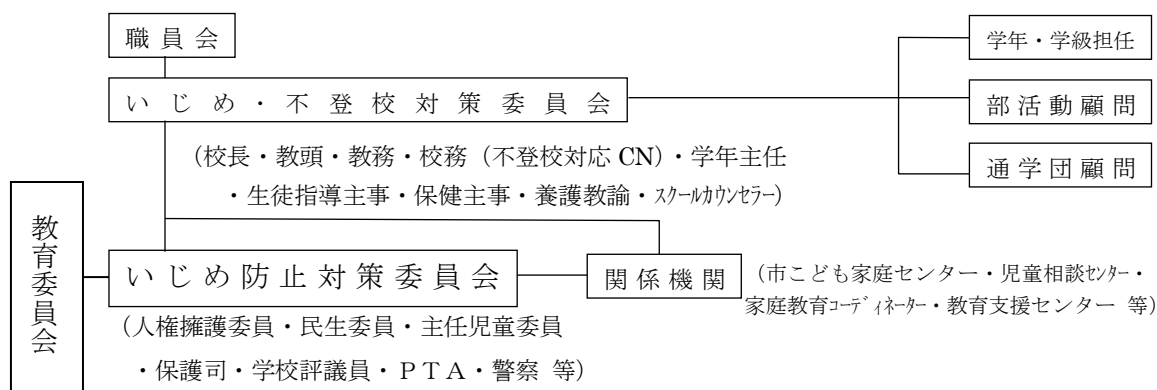 職員会
いじめ・不登校対策委員会
学年・学級担任
部活動顧問
通学団顧問
(校長・教頭・教務・校務(不登校対応 CN)・学年主任
・生徒指導主事・保健主事・養護教諭・スクールカウンセラー)
教育委員会
いじめ防止対策委員会
関係機関
(市こども家庭センター・児童相談センター・
家庭教育コーディネーター・教育支援センター 等)
(人権擁護委員・民生委員・主任児童委員
・保護司・学校評議員・PTA・警察 等)